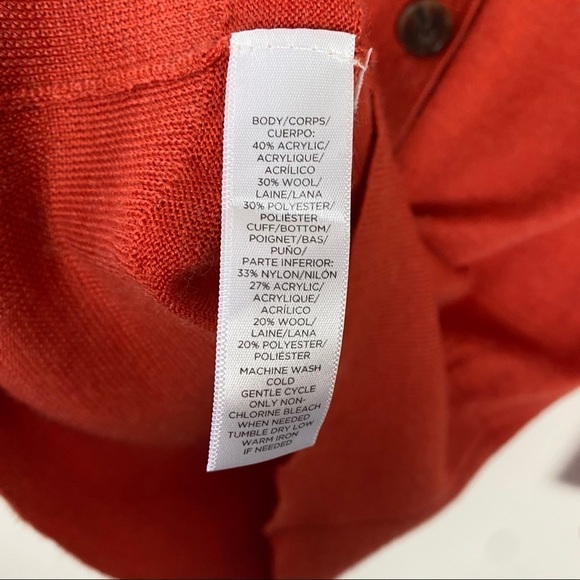 BODY/CORPS/
CUERPO:
40% ACRYLIC/
ACRYLIQUE/
ACRÍLICO
30% WOOL/
LAINE/LANA
30% POLYESTER/
POLIÉSTER
CUFF/BOTTOM/
POIGNET/BAS/
PUÑO/
PARTE INFERIOR:
33% NYLON/NILÓN
27% ACRYLIC/
ACRYLIQUE/
ACRÍLICO
20% WOOL/
LAINE/LANA
20% POLYESTER/
POLIÉSTER
MACHINE WASH
COLD
GENTLE CYCLE
ONLY NON-
CHLORINE BLEACH
WHEN NEEDED
TUMBLE DRY LOW
WARM IRON
IF NEEDED